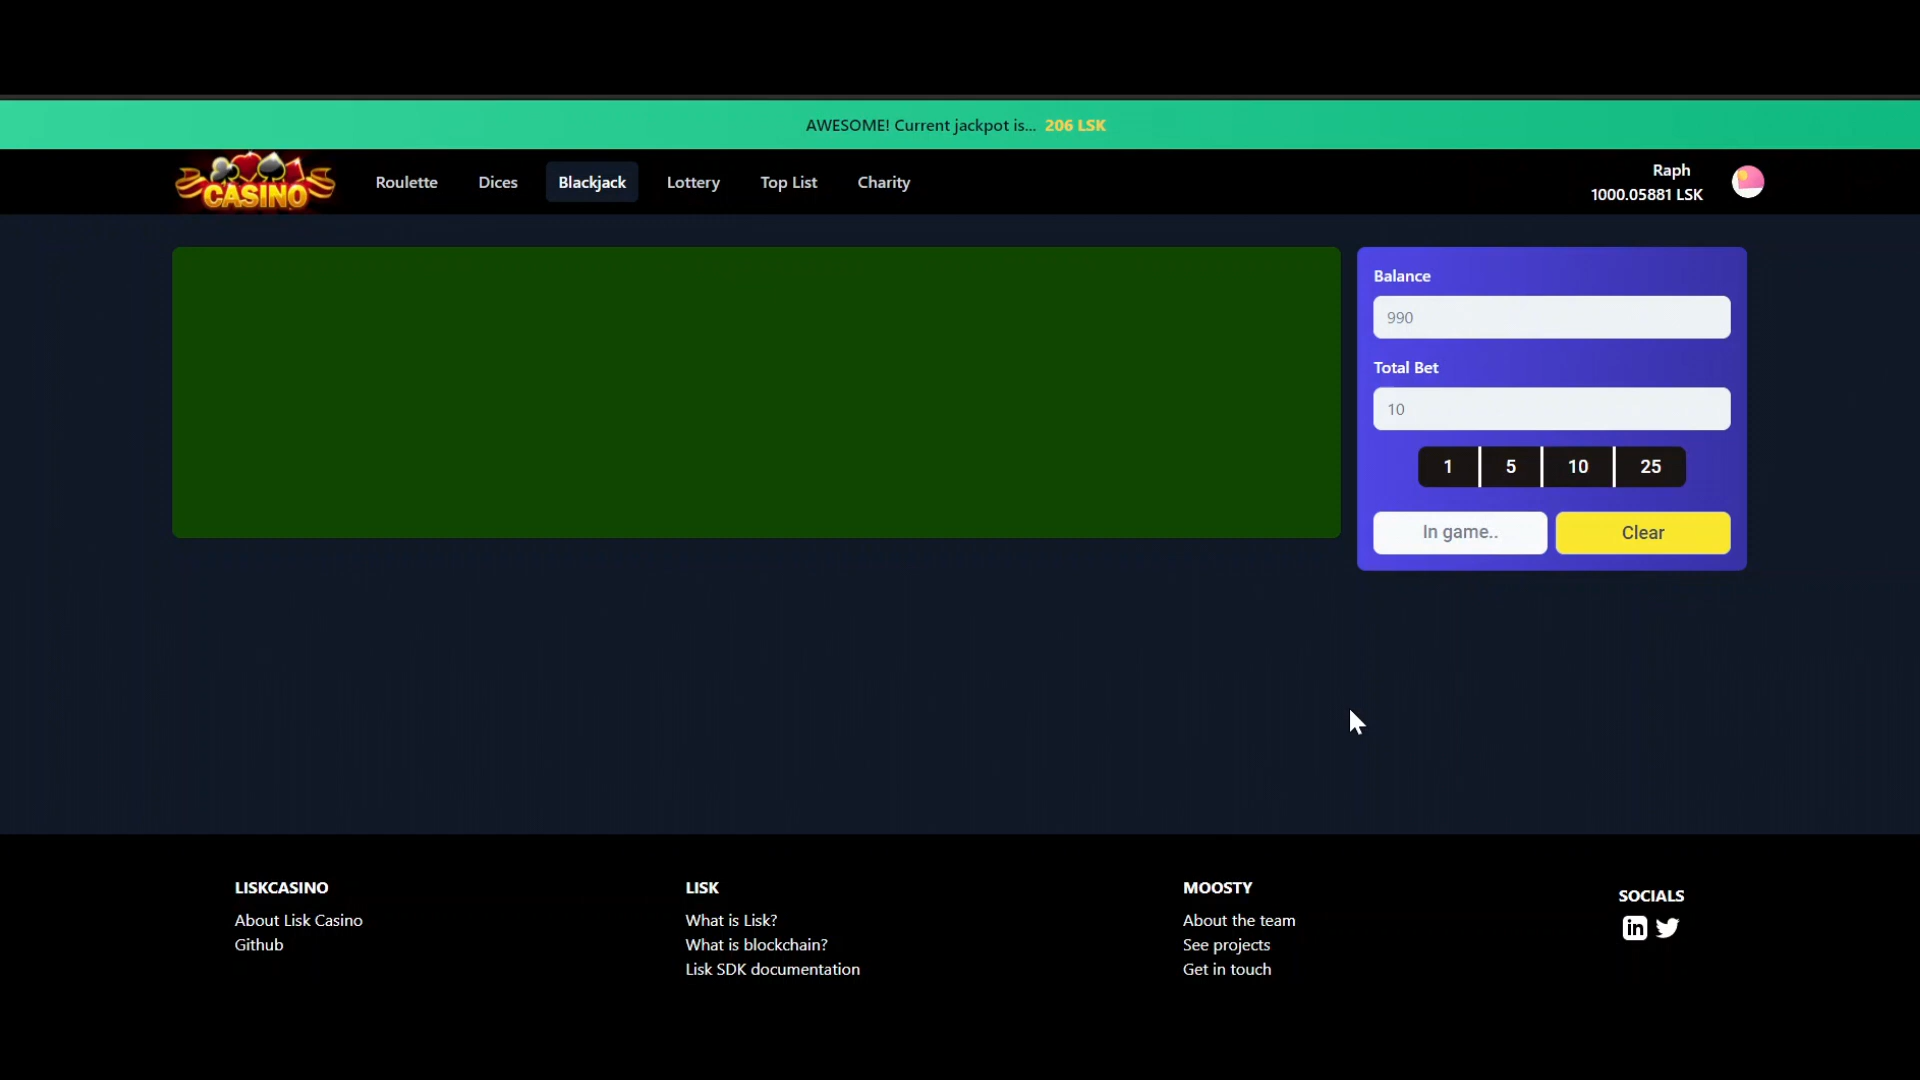 AWESOME! Current jackpot is... 206 LSK
CASINO
Roulette
Dices
Blackjack
Lottery
Top List
Charity
Raph
1000.05881 LSK
Balance
990
Total Bet
10
1
5
10
25
In game..
Clear
LISKCASINO
About Lisk Casino
Github
LISK
What is Lisk?
What is blockchain?
Lisk SDK documentation
MOOSTY
About the team
See projects
Get in touch
SOCIALS
in